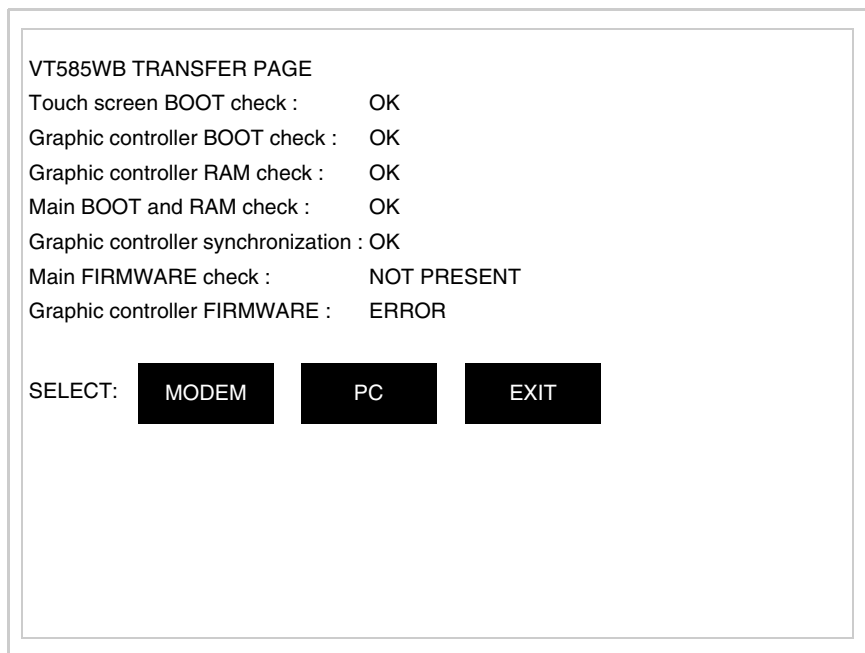 VT585WB TRANSFER PAGE
Touch screen BOOT check : OK
Graphic controller BOOT check : OK
Graphic controller RAM check : OK
Main BOOT and RAM check : OK
Graphic controller synchronization : OK
Main FIRMWARE check : NOT PRESENT
Graphic controller FIRMWARE : ERROR
SELECT: MODEM PC EXIT